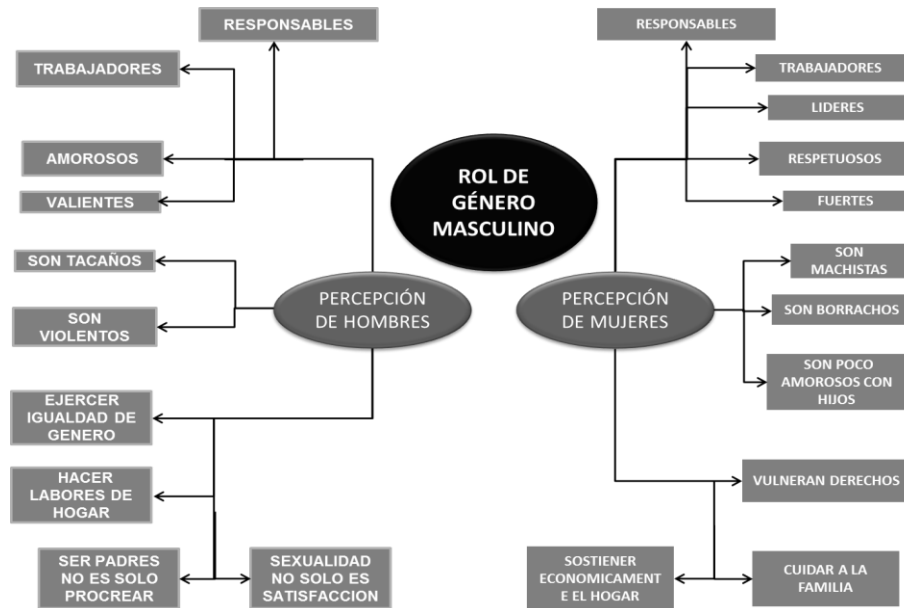 RESPONSABLES
TRABAJADORES
AMOROSOS
VALIENTES
SON TACAÑOS
SON
VIOLENTOS
PERCEPCIÓN
DE HOMBRES
EJERCER
IGUALDAD DE
GENERO
HACER
LABORES DE
HOGAR
SER PADRES
NO ES SOLO
PROCREAR
SEXUALIDAD
NO SOLO ES
SATISFACCION
ROL DE
GÉNERO
MASCULINO
RESPONSABLES
TRABAJADORES
LIDERES
RESPETUOSOS
FUERTES
PERCEPCIÓN
DE MUJERES
SON
MACHISTAS
SON BORRACHOS
SON POCO
AMOROSOS CON
HIJOS
VULNERAN DERECHOS
SOSTIENER
ECONOMICAMENT
E EL HOGAR
CUIDAR A LA
FAMILIA